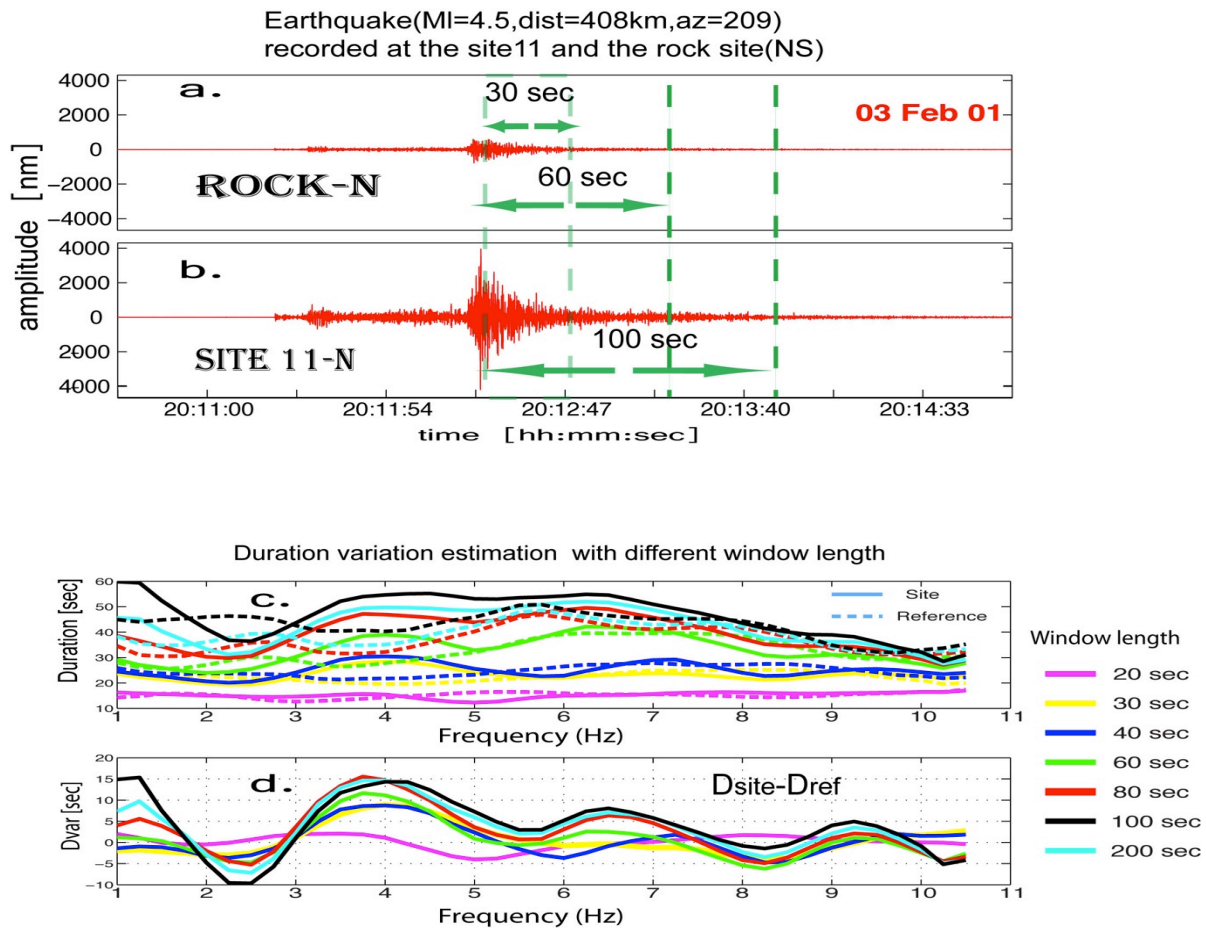 Earthquake(Ml=4.5,dist=408km,az=209)
recorded at the site11 and the rock site(NS)
4000
2000
0
−2000
−4000
a.
30 sec
03 Feb 01
ROCK-N
60 sec
amplitude [nm]
4000
2000
0
2000
4000
b.
100 sec
SITE 11-N
20:11:00 20:11:54 20:12:47 20:13:40 20:14:33
time [hh:mm:sec]
Duration variation estimation with different window length
60
50
40
30
20
10
Duration [sec]
c.
Site
Reference
1 2 3 4 5 6 7 8 9 10 11
Frequency (Hz)
20
15
10
5
0
−5
−10
Dvar [sec]
d.
Dsite-Dref
1 2 3 4 5 6 7 8 9 10 11
Frequency (Hz)
Window length
20 sec
30 sec
40 sec
60 sec
80 sec
100 sec
200 sec